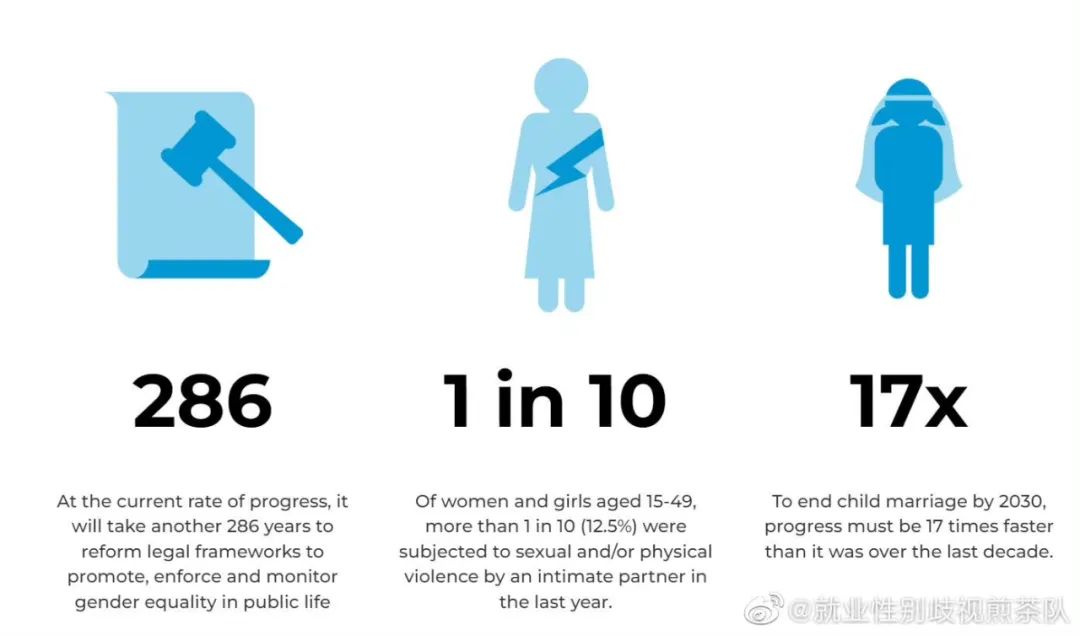 286
At the current rate of progress, it
will take another 286 years to
reform legal frameworks to
promote, enforce and monitor
gender equality in public life
1 in 10
Of women and girls aged 15-49,
more than 1 in 10 (12.5%) were
subjected to sexual and/or physical
violence by an intimate partner in
the last year.
17x
To end child marriage by 2030,
progress must be 17 times faster
than it was over the last decade.
@就业性别歧视煎茶队